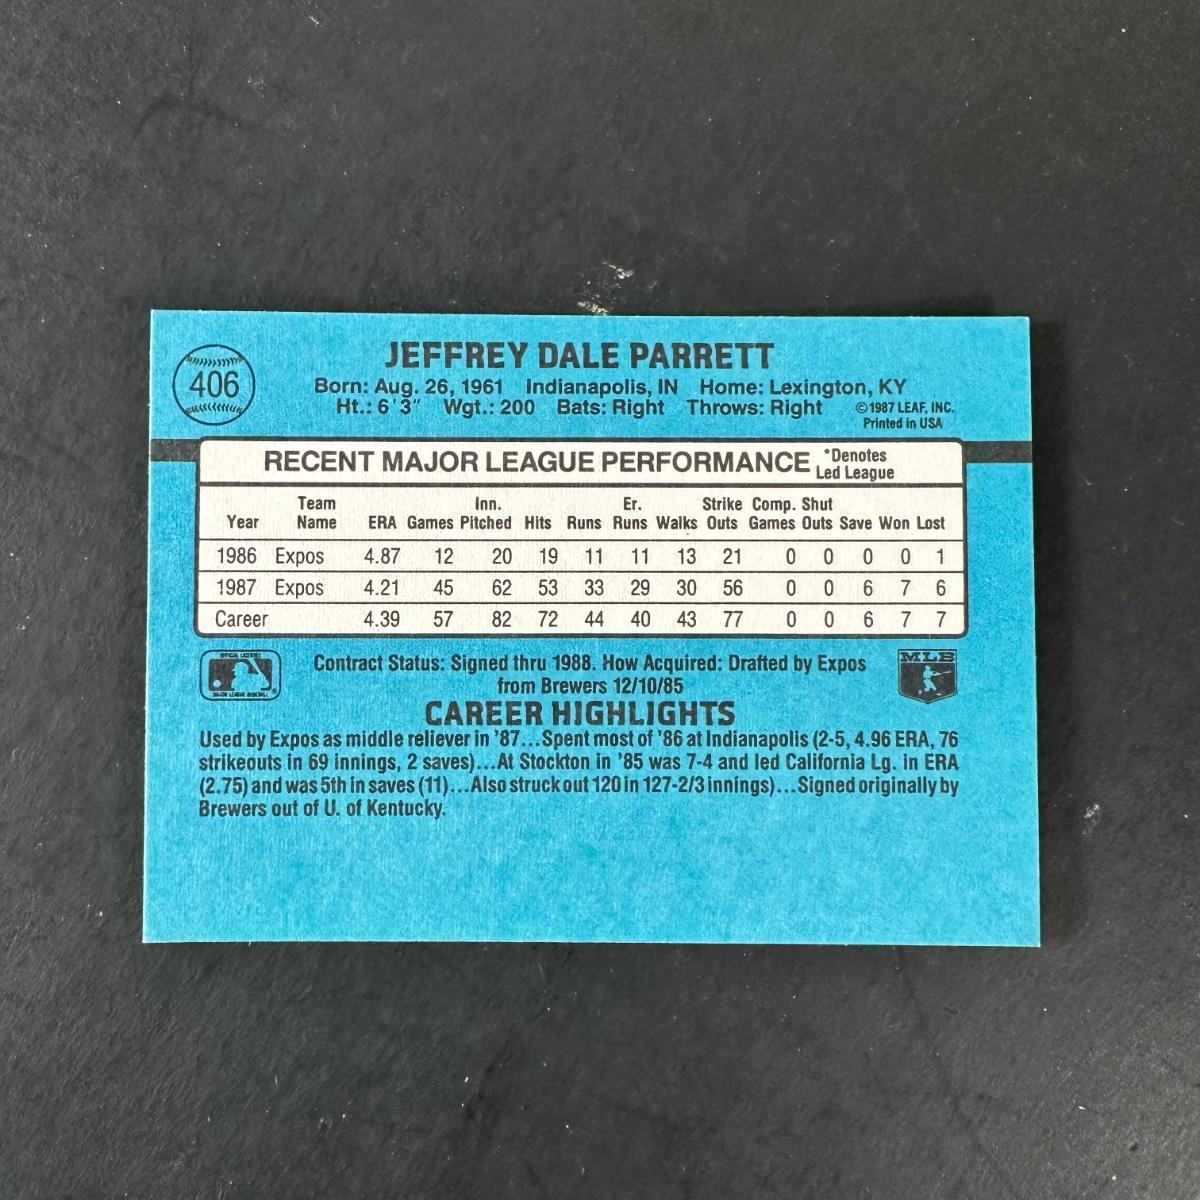 406
JEFFREY DALE PARRETT
Born: Aug. 26, 1961 Indianapolis, IN Home: Lexington, KY
Ht.: 6'3" Wgt.: 200 Bats: Right Throws: Right
©1987 LEAF, INC.
Printed in USA
RECENT MAJOR LEAGUE PERFORMANCE *Denotes
Led League
Team Inn. Er. Strike Comp. Shut
Year Name ERA Games Pitched Hits Runs Runs Walks Outs Games Outs Save Won Lost
1986 Expos 4.87 12 20 19 11 11 13 21 0 0 0 0 1
1987 Expos 4.21 45 62 53 33 29 30 56 0 0 6 7 6
Career 4.39 57 82 72 44 40 43 77 0 0 6 7 7
OFFICIAL LICENSEE
MAJOR LEAGUE BASEBALL
Contract Status: Signed thru 1988. How Acquired: Drafted by Expos
from Brewers 12/10/85
MLB
CAREER HIGHLIGHTS
Used by Expos as middle reliever in '87...Spent most of '86 at Indianapolis (2-5, 4.96 ERA, 76
strikeouts in 69 innings, 2 saves)...At Stockton in '85 was 7-4 and led California Lg. in ERA
(2.75) and was 5th in saves (11)...Also struck out 120 in 127-2/3 innings)...Signed originally by
Brewers out of U. of Kentucky.